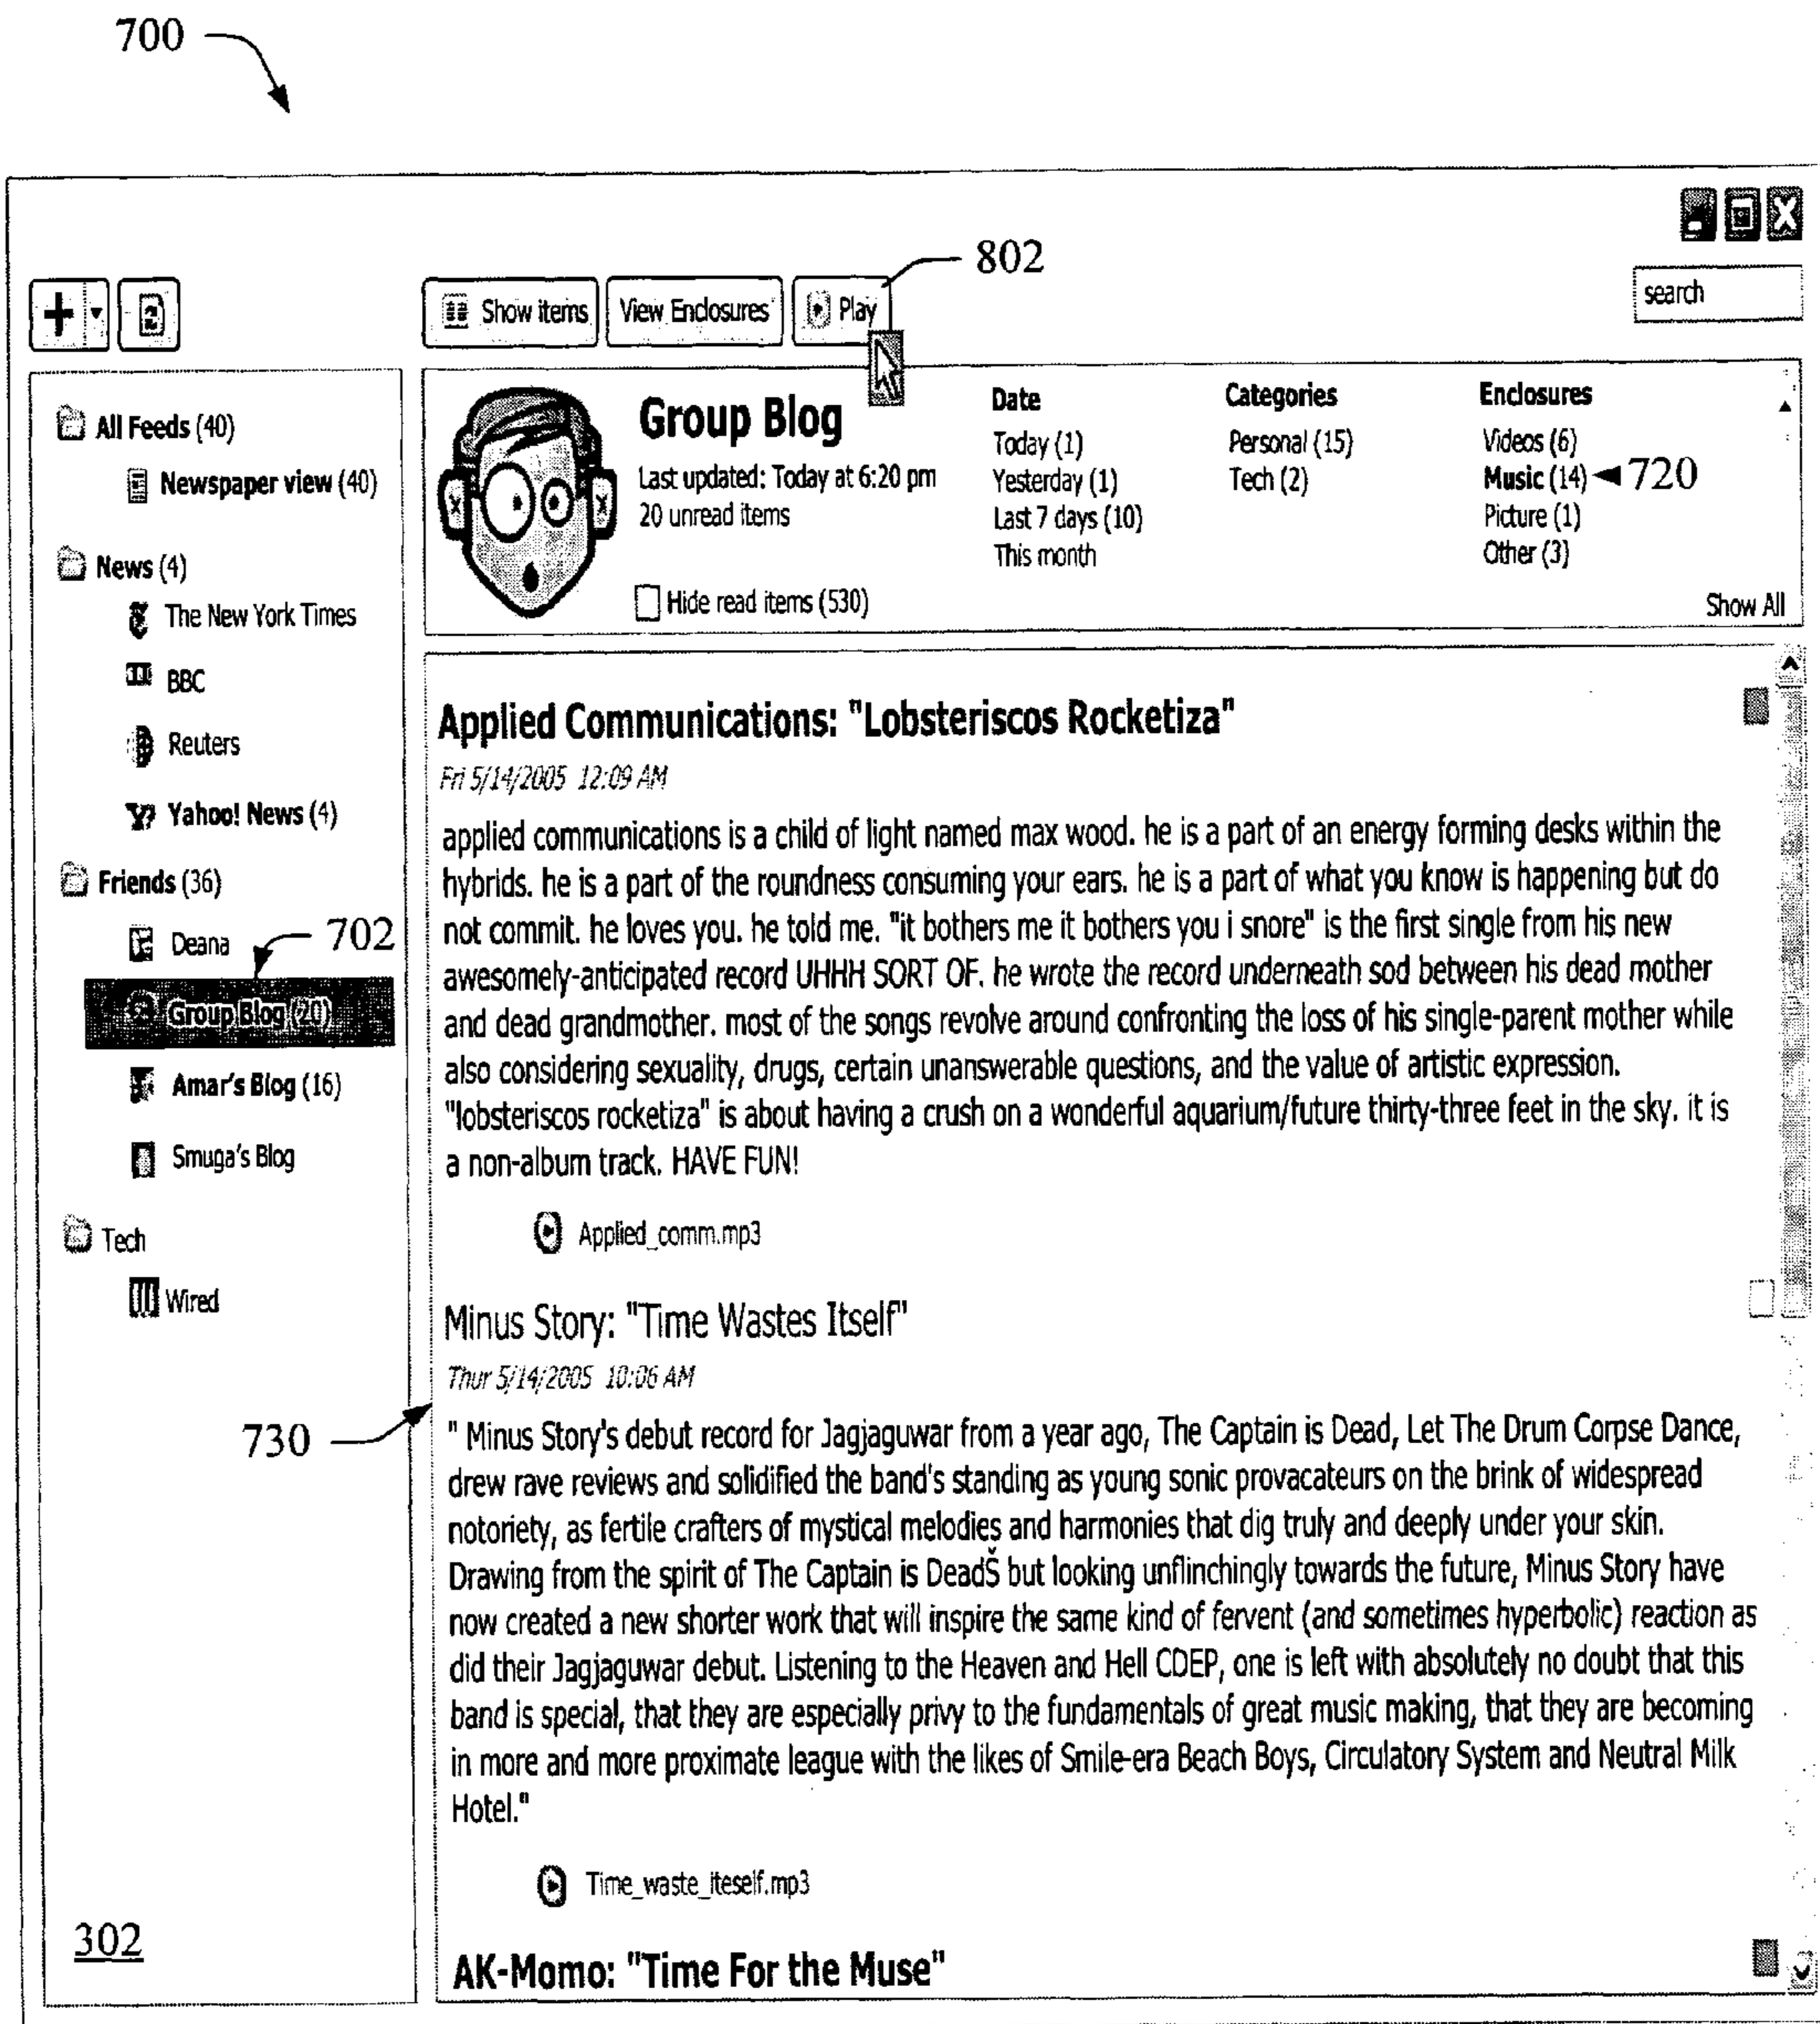 700
802
Show items View Enclosures Play
search
All Feeds (40)
Newspaper view (40)
News (4)
The New York Times
BBC
Reuters
Yahoo! News (4)
Friends (36)
Deana
702
Group Blog (20)
Amar's Blog (16)
Smuga's Blog
Tech
Wired
730
302
Group Blog
Last updated: Today at 6:20 pm
20 unread items
Hide read items (530)
Date
Today (1)
Yesterday (1)
Last 7 days (10)
This month
Categories
Personal (15)
Tech (2)
Enclosures
Videos (6)
Music (14) 720
Picture (1)
Other (3)
Show All
Applied Communications: "Lobsteriscos Rocketiza"
Fri 5/14/2005 12:09 AM
applied communications is a child of light named max wood. he is a part of an energy forming desks within the
hybrids. he is a part of the roundness consuming your ears. he is a part of what you know is happening but do
not commit. he loves you. he told me. "it bothers me it bothers you i snore" is the first single from his new
awesomely-anticipated record UHHH SORT OF. he wrote the record underneath sod between his dead mother
and dead grandmother. most of the songs revolve around confronting the loss of his single-parent mother while
also considering sexuality, drugs, certain unanswerable questions, and the value of artistic expression.
"lobsteriscos rocketiza" is about having a crush on a wonderful aquarium/future thirty-three feet in the sky. it is
a non-album track. HAVE FUN!
Applied_comm.mp3
Minus Story: "Time Wastes Itself"
Thur 5/14/2005 10:06 AM
" Minus Story's debut record for Jagjaguwar from a year ago, The Captain is Dead, Let The Drum Corpse Dance,
drew rave reviews and solidified the band's standing as young sonic provacateurs on the brink of widespread
notoriety, as fertile crafters of mystical melodies and harmonies that dig truly and deeply under your skin.
Drawing from the spirit of The Captain is DeadŠ but looking unflinchingly towards the future, Minus Story have
now created a new shorter work that will inspire the same kind of fervent (and sometimes hyperbolic) reaction as
did their Jagjaguwar debut. Listening to the Heaven and Hell CDEP, one is left with absolutely no doubt that this
band is special, that they are especially privy to the fundamentals of great music making, that they are becoming
in more and more proximate league with the likes of Smile-era Beach Boys, Circulatory System and Neutral Milk
Hotel."
Time_waste_iteself.mp3
AK-Momo: "Time For the Muse"